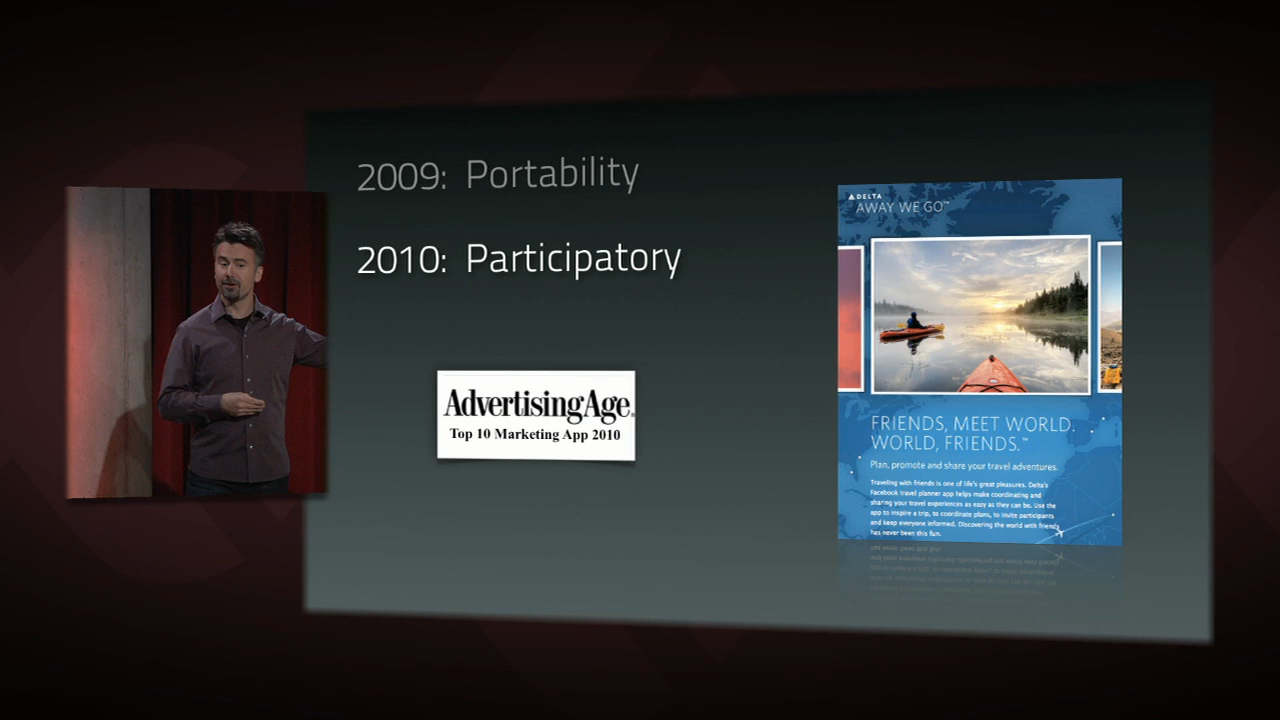 2009: Portability
2010: Participatory
AdvertisingAge
Top 10 Marketing App 2010
DELTA
AWAY WE GO™
FRIENDS, MEET WORLD.
WORLD, FRIENDS.™
Plan, promote and share your travel adventures.
Traveling with friends is one of life's great pleasures. Delta's
Facebook travel planner app helps make coordinating and
sharing your travel experiences as easy as they can be. Use the
app to inspire a trip, to coordinate plans, to invite participants
and keep everyone informed. Discovering the world with friends
has never been this fun.